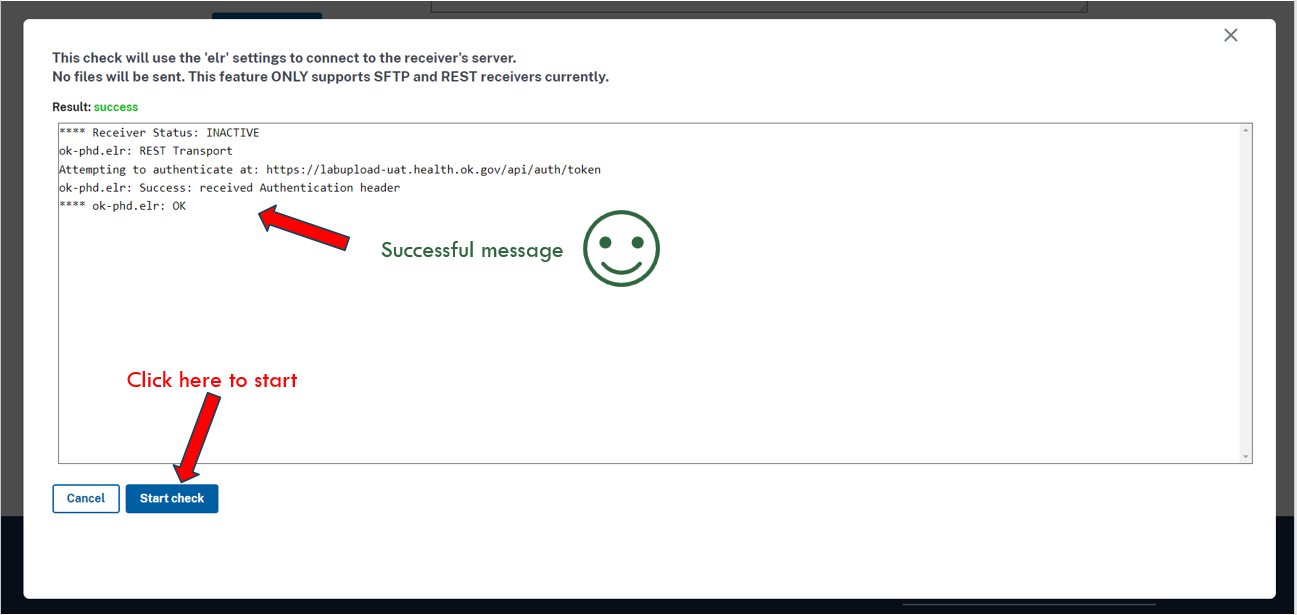 This check will use the 'elr' settings to connect to the receiver's server.
No files will be sent. This feature ONLY supports SFTP and REST receivers currently.
Result: success
**** Receiver Status: INACTIVE
ok-phd.elr: REST Transport
Attempting to authenticate at: https://labupload-uat.health.ok.gov/api/auth/token
ok-phd.elr: Success: received Authentication header
**** ok-phd.elr: OK
Successful message
Click here to start
Cancel
Start check